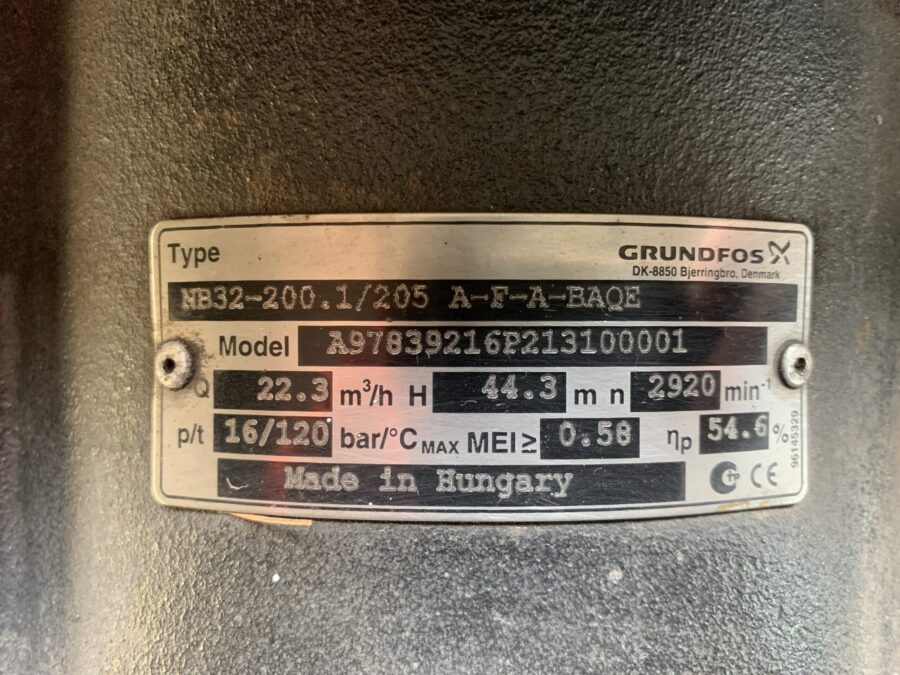 Type
GRUNDFOS
DK-8850 Bjerringbro, Denmark
NB32-200.1/205 A-F-A-BAQE
Model A97839216P213100001
Q 22.3 m³/h H 44.3 m n 2920 min⁻¹
p/t 16/120 bar/°C MAX MEI ≥ 0.58 ηp 54.6 %
Made in Hungary
CE
96145329